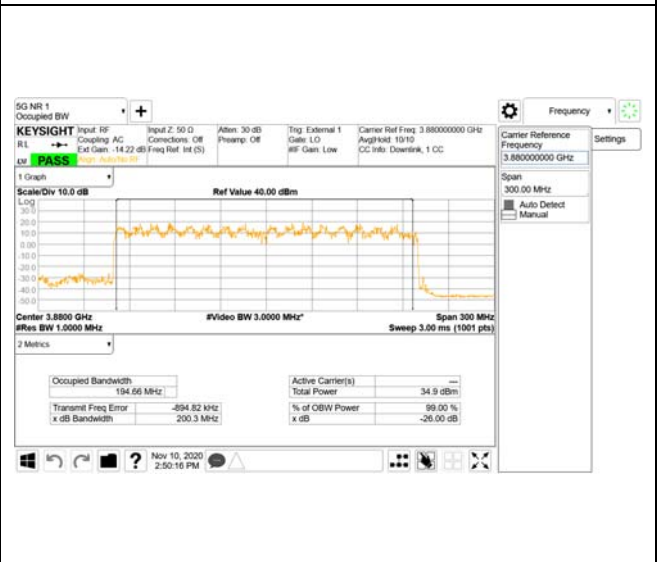 5G NR 1
Occupied BW
+
Frequency
KEYSIGHT
Input: RF
Input Z: 50 Ω
Atten: 30 dB
Trig: External 1
Carrier Ref Freq: 3.880000000 GHz
R L
Coupling: AC
Corrections: Off
Preamp: Off
Gate: LO
Avg|Hold: 10/10
Ext Gain: -14.22 dB
Freq Ref: Int (S)
#IF Gain: Low
CC Info: Downlink, 1 CC
PASS
Align: Auto/No RF
Carrier Reference Frequency
3.880000000 GHz
Settings
Span
300.00 MHz
Auto Detect
Manual
1 Graph
Scale/Div 10.0 dB
Ref Value 40.00 dBm
Log
30.0
20.0
10.0
0.00
-10.0
-20.0
-30.0
-40.0
-50.0
Center 3.8800 GHz
#Video BW 3.0000 MHz*
Span 300 MHz
#Res BW 1.0000 MHz
Sweep 3.00 ms (1001 pts)
2 Metrics
Occupied Bandwidth
194.66 MHz
Active Carrier(s)
---
Total Power
34.9 dBm
Transmit Freq Error
-894.82 kHz
% of OBW Power
99.00 %
x dB Bandwidth
200.3 MHz
x dB
-26.00 dB
?
Nov 10, 2020
2:50:16 PM